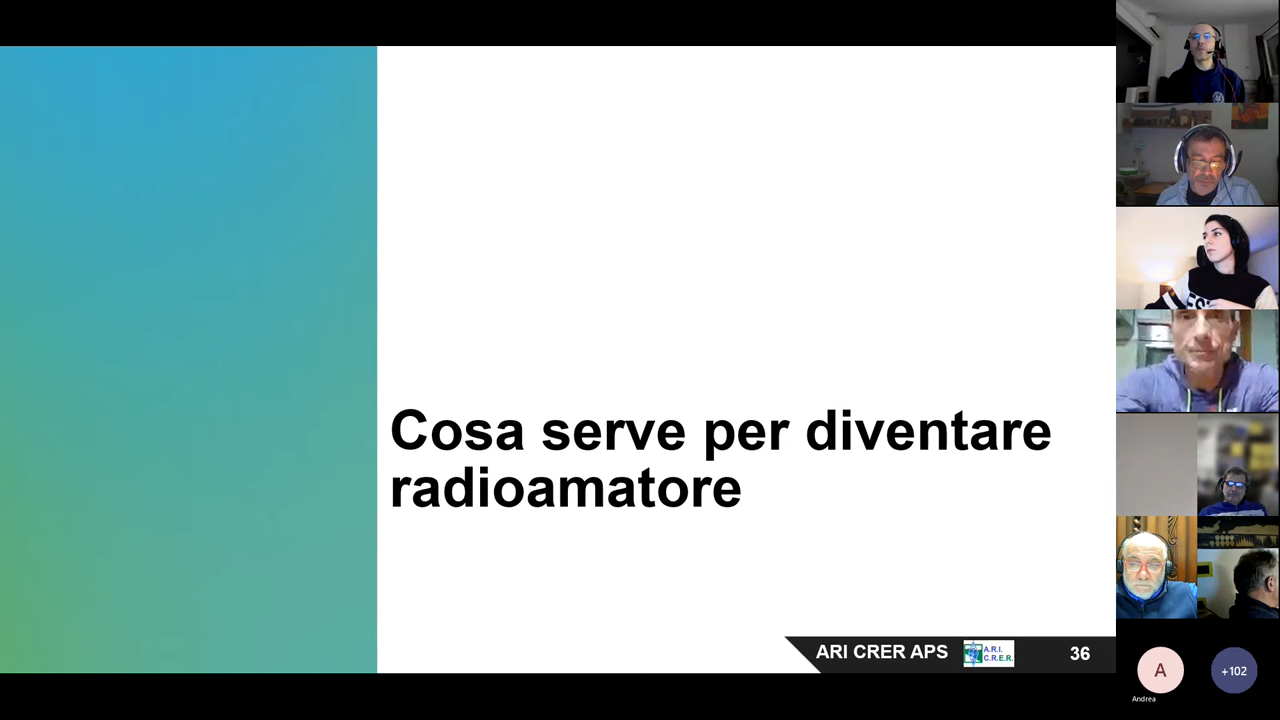 Cosa serve per diventare
radioamatore
ARI CRER APS
A.R.I.
C.R.E.R.
36
A
Andrea
+102